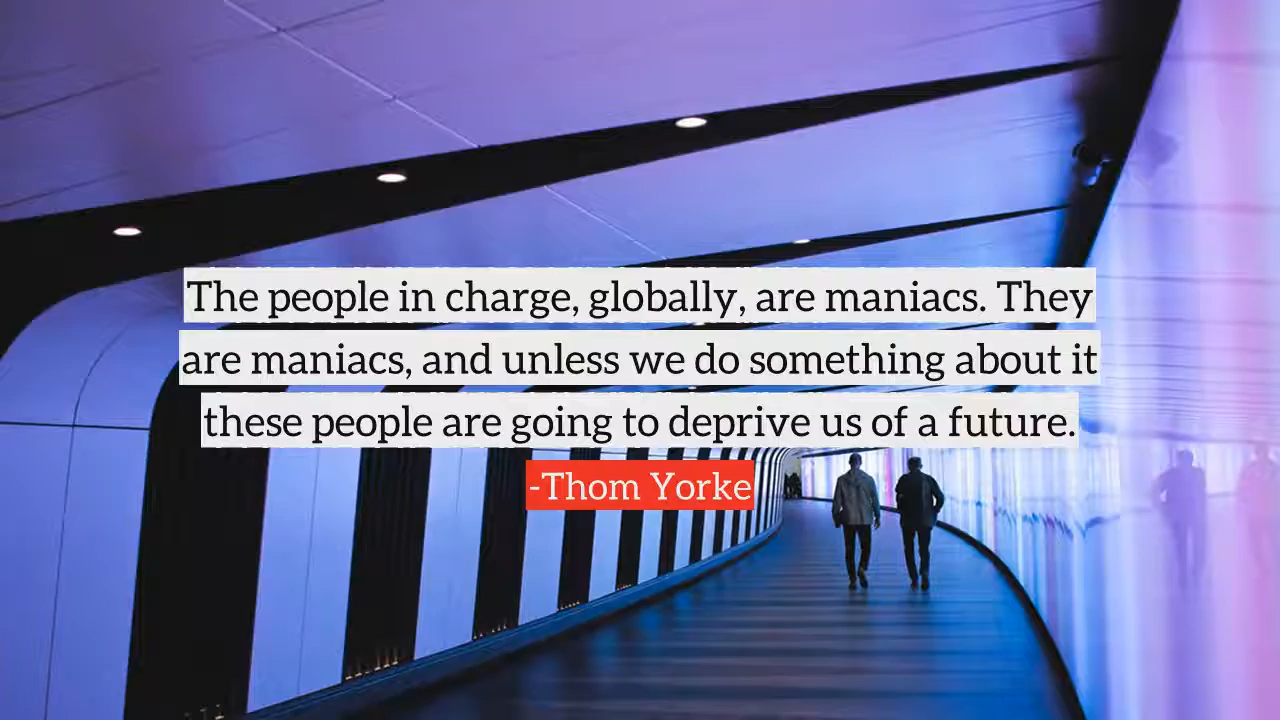 The people in charge, globally, are maniacs. They
are maniacs, and unless we do something about it
these people are going to deprive us of a future.
-Thom Yorke